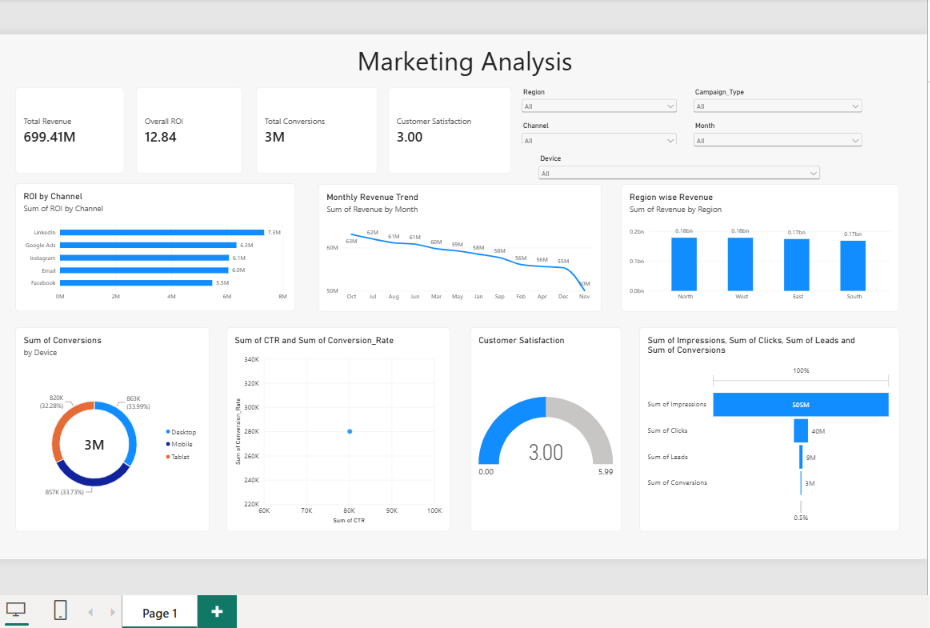 Marketing Analysis
Total Revenue
699.41M
Overall ROI
12.84
Total Conversions
3M
Customer Satisfaction
3.00
Region
All
Campaign_Type
All
Channel
All
Month
All
Device
All
ROI by Channel
Sum of ROI by Channel
LinkedIn 7.3M
Google Ads 6.3M
Instagram 6.1M
Email 6.0M
Facebook 5.5M
0M 2M 4M 6M 8M
Monthly Revenue Trend
Sum of Revenue by Month
60M
50M
63M 62M 61M 61M 60M 59M 58M 58M 56M 56M 55M
Oct Jul Aug Jun Mar May Jan Sep Feb Apr Dec Nov
Region wise Revenue
Sum of Revenue by Region
0.2bn
0.1bn
0.0bn
0.18bn 0.18bn 0.17bn 0.17bn
North West East South
Sum of Conversions
by Device
820K
(32.28%)
863K
(33.99%)
3M
857K (33.73%)
Desktop
Mobile
Tablet
Sum of CTR and Sum of Conversion_Rate
Sum of Conversion_Rate
340K
320K
300K
280K
260K
240K
220K
60K 70K 80K 90K 100K
Sum of CTR
Customer Satisfaction
3.00
0.00 5.99
Sum of Impressions, Sum of Clicks, Sum of Leads and
Sum of Conversions
100%
Sum of Impressions 505M
Sum of Clicks 40M
Sum of Leads
Sum of Conversions 3M
0.5%
Page 1
+